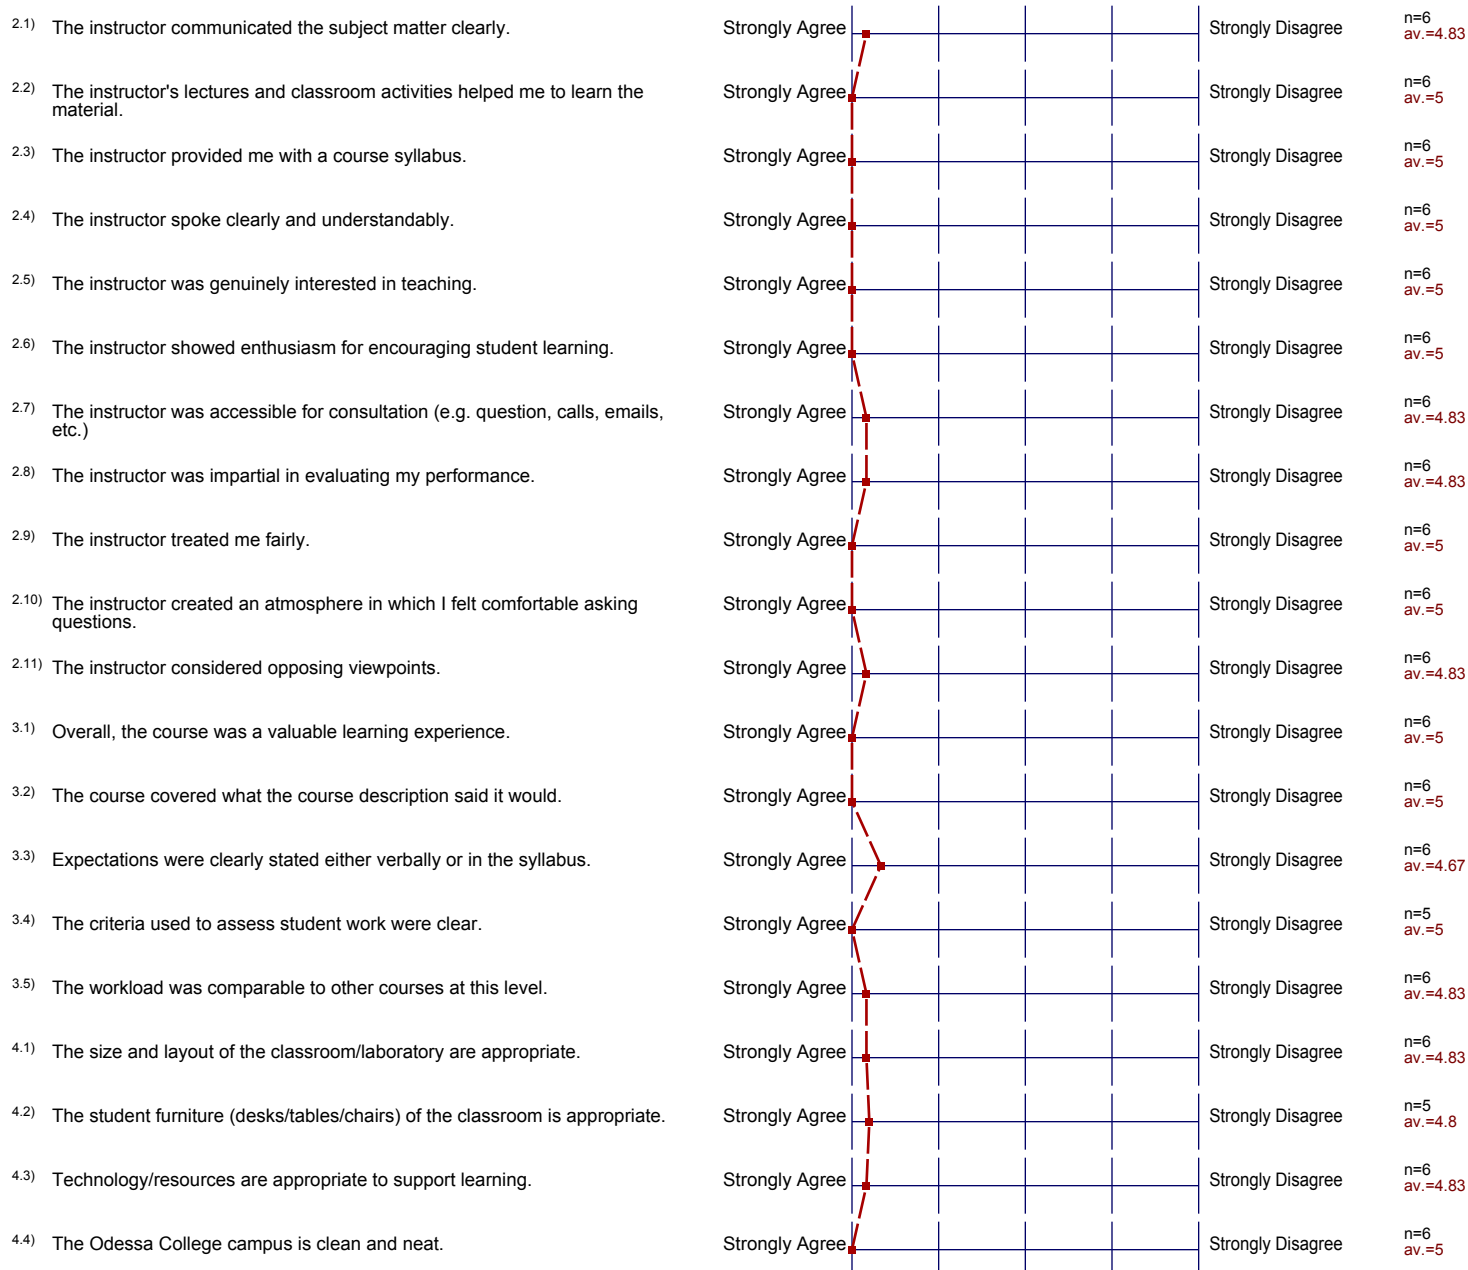 2.1) The instructor communicated the subject matter clearly. Strongly Agree Strongly Disagree n=6
av.=4.83
2.2) The instructor's lectures and classroom activities helped me to learn the
material. Strongly Agree Strongly Disagree n=6
av.=5
2.3) The instructor provided me with a course syllabus. Strongly Agree Strongly Disagree n=6
av.=5
2.4) The instructor spoke clearly and understandably. Strongly Agree Strongly Disagree n=6
av.=5
2.5) The instructor was genuinely interested in teaching. Strongly Agree Strongly Disagree n=6
av.=5
2.6) The instructor showed enthusiasm for encouraging student learning. Strongly Agree Strongly Disagree n=6
av.=5
2.7) The instructor was accessible for consultation (e.g. question, calls, emails,
etc.) Strongly Agree Strongly Disagree n=6
av.=4.83
2.8) The instructor was impartial in evaluating my performance. Strongly Agree Strongly Disagree n=6
av.=4.83
2.9) The instructor treated me fairly. Strongly Agree Strongly Disagree n=6
av.=5
2.10) The instructor created an atmosphere in which I felt comfortable asking
questions. Strongly Agree Strongly Disagree n=6
av.=5
2.11) The instructor considered opposing viewpoints. Strongly Agree Strongly Disagree n=6
av.=4.83
3.1) Overall, the course was a valuable learning experience. Strongly Agree Strongly Disagree n=6
av.=5
3.2) The course covered what the course description said it would. Strongly Agree Strongly Disagree n=6
av.=5
3.3) Expectations were clearly stated either verbally or in the syllabus. Strongly Agree Strongly Disagree n=6
av.=4.67
3.4) The criteria used to assess student work were clear. Strongly Agree Strongly Disagree n=5
av.=5
3.5) The workload was comparable to other courses at this level. Strongly Agree Strongly Disagree n=6
av.=4.83
4.1) The size and layout of the classroom/laboratory are appropriate. Strongly Agree Strongly Disagree n=6
av.=4.83
4.2) The student furniture (desks/tables/chairs) of the classroom is appropriate. Strongly Agree Strongly Disagree n=5
av.=4.8
4.3) Technology/resources are appropriate to support learning. Strongly Agree Strongly Disagree n=6
av.=4.83
4.4) The Odessa College campus is clean and neat. Strongly Agree Strongly Disagree n=6
av.=5